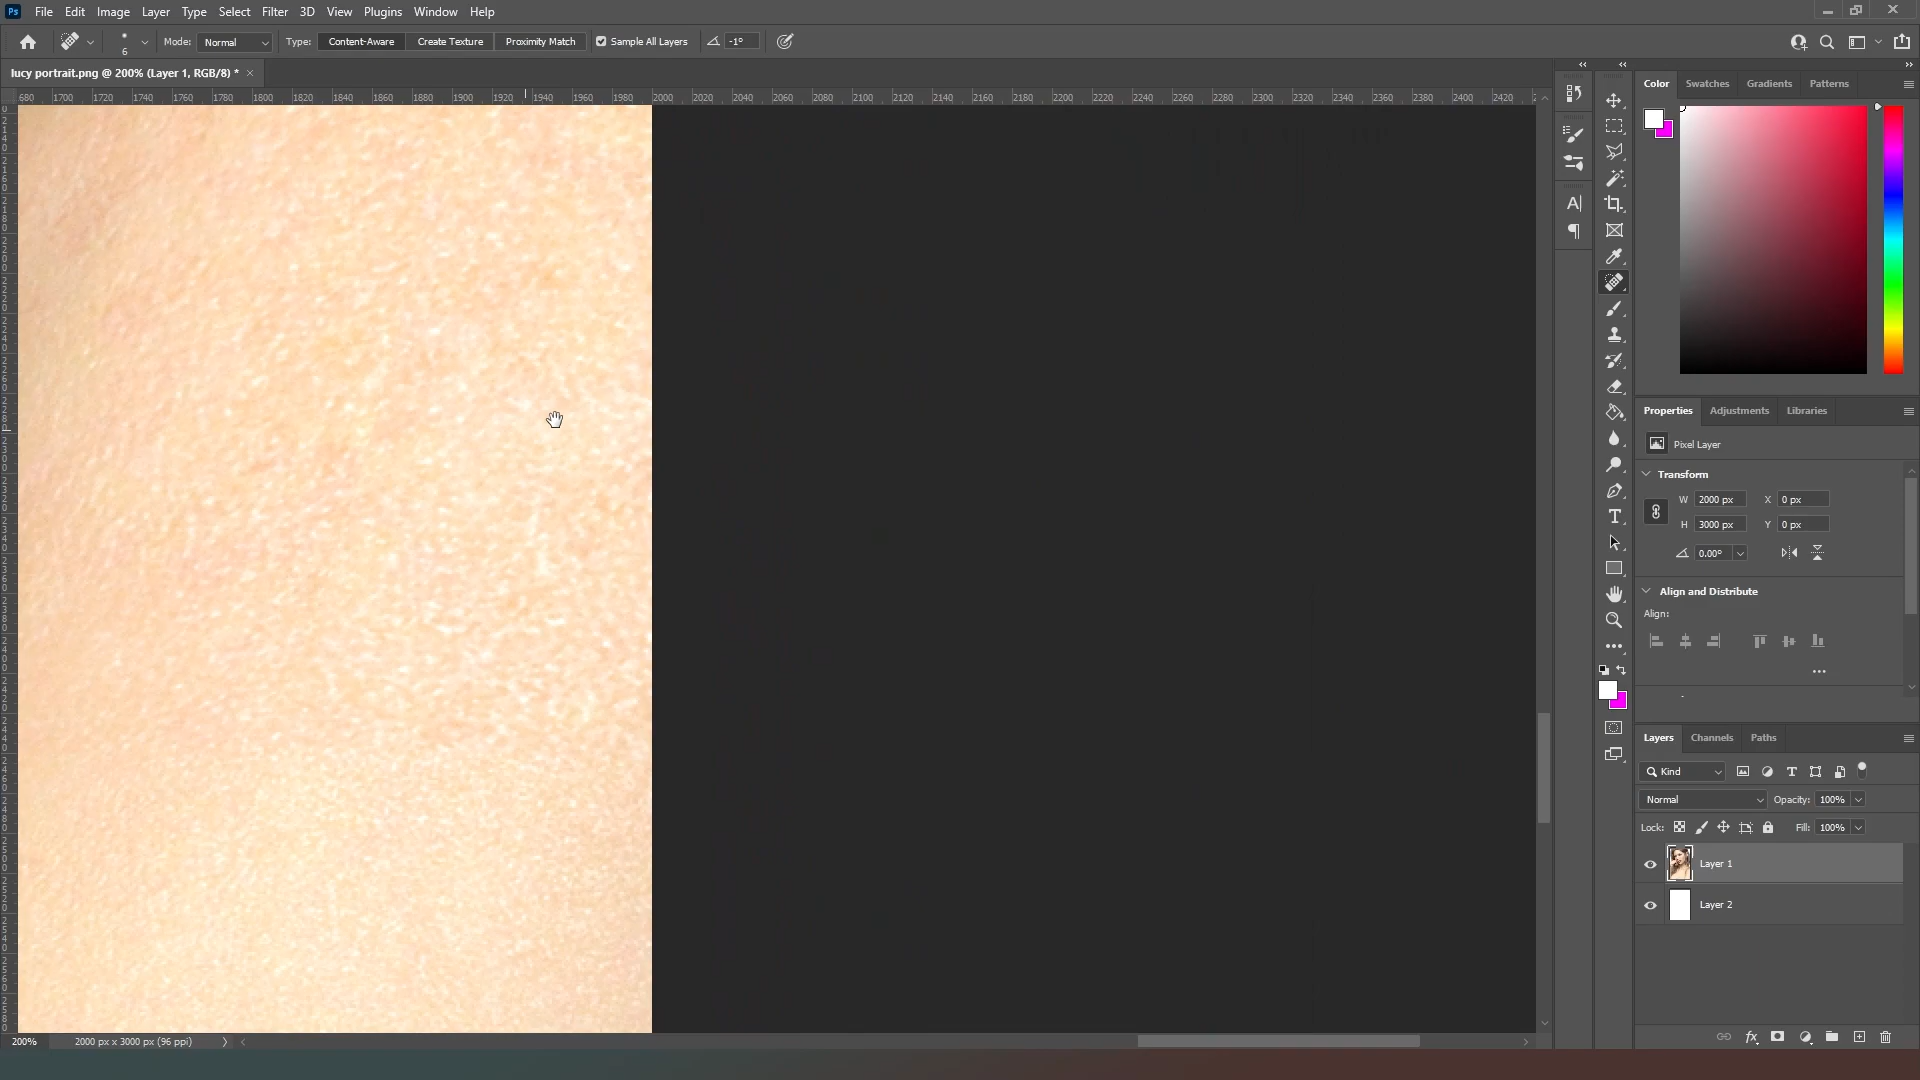 Ps File Edit Image Layer Type Select Filter 3D View Plugins Window Help
6 Mode: Normal Type: Content-Aware Create Texture Proximity Match Sample All Layers -1°
lucy portrait.png @ 200% (Layer 1, RGB/8) * ×
680 1700 1720 1740 1760 1780 1800 1820 1840 1860 1880 1900 1920 1940 1960 1980 2000 2020 2040 2060 2080 2100 2120 2140 2160 2180 2200 2220 2240 2260 2280 2300 2320 2340 2360 2380 2400 2420
Color Swatches Gradients Patterns
Properties Adjustments Libraries
Pixel Layer
Transform
W 2000 px X 0 px
H 3000 px Y 0 px
0.00°
Align and Distribute
Align:
Layers Channels Paths
Kind
Normal Opacity: 100%
Lock: Fill: 100%
Layer 1
Layer 2
fx
200% 2000 px x 3000 px (96 ppi)